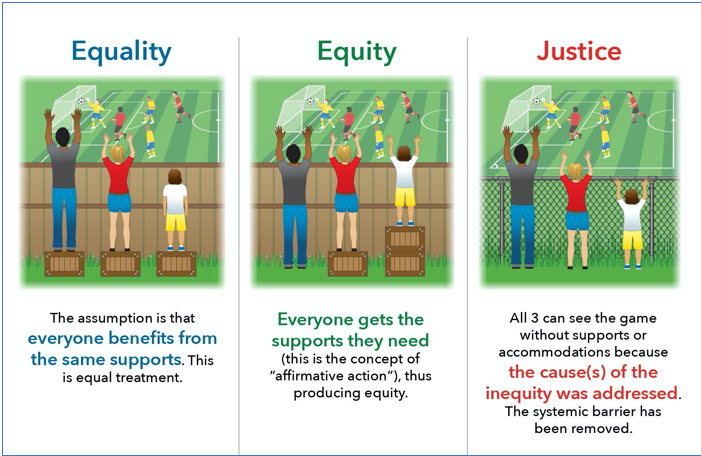 Equality
The assumption is that
everyone benefits from
the same supports. This
is equal treatment.
Equity
Everyone gets the
supports they need
(this is the concept of
“affirmative action”), thus
producing equity.
Justice
All 3 can see the game
without supports or
accommodations because
the cause(s) of the
inequity was addressed.
The systemic barrier has
been removed.